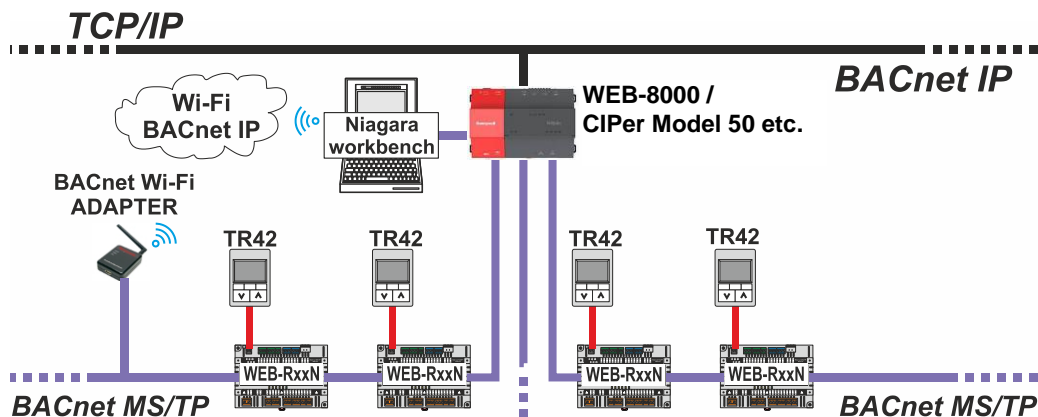 TCP/IP
BACnet IP
Wi-Fi
BACnet IP
Niagara
workbench
WEB-8000 /
CIPer Model 50 etc.
BACnet Wi-Fi
ADAPTER
TR42
TR42
TR42
TR42
WEB-RxxN
WEB-RxxN
WEB-RxxN
WEB-RxxN
BACnet MS/TP
BACnet MS/TP